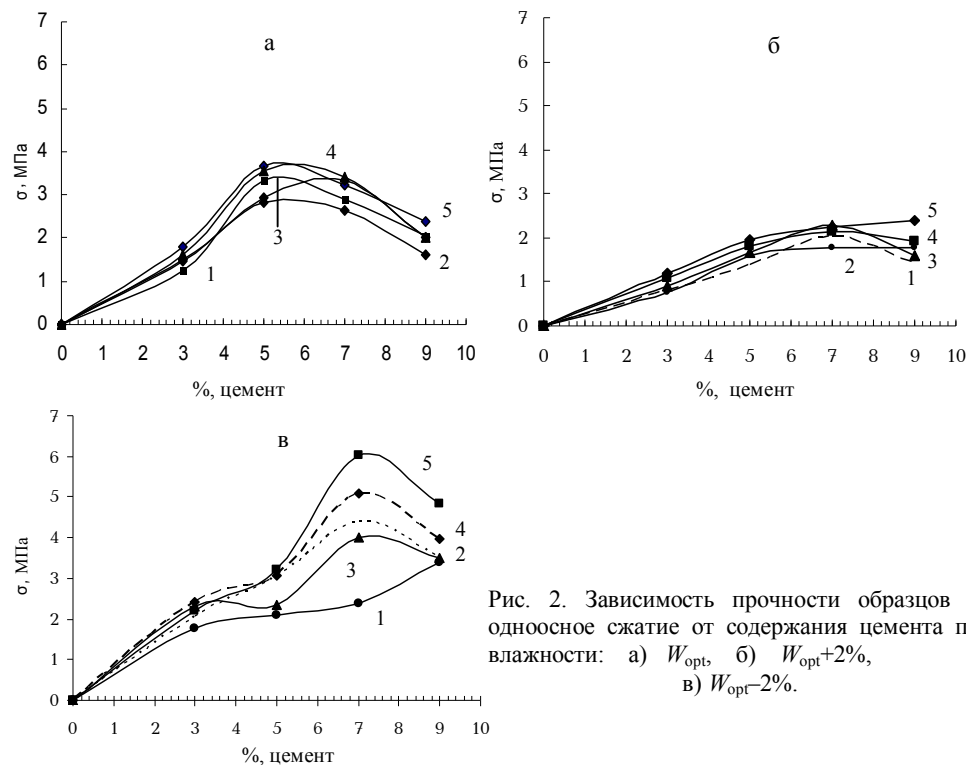 а
σ, МПа
7
6
5
4
3
2
1
0
4
5
3
2
1
0 1 2 3 4 5 6 7 8 9 10
%, цемент
б
σ, МПа
7
6
5
4
3
2
1
0
5
4
3
2
1
0 1 2 3 4 5 6 7 8 9 10
%, цемент
в
σ, МПа
7
6
5
4
3
2
1
0
5
4
2
3
1
0 1 2 3 4 5 6 7 8 9 10
%, цемент
Рис. 2. Зависимость прочности образцов
одноосное сжатие от содержания цемента п
влажности: а) Wopt, б) Wopt+2%,
в) Wopt–2%.